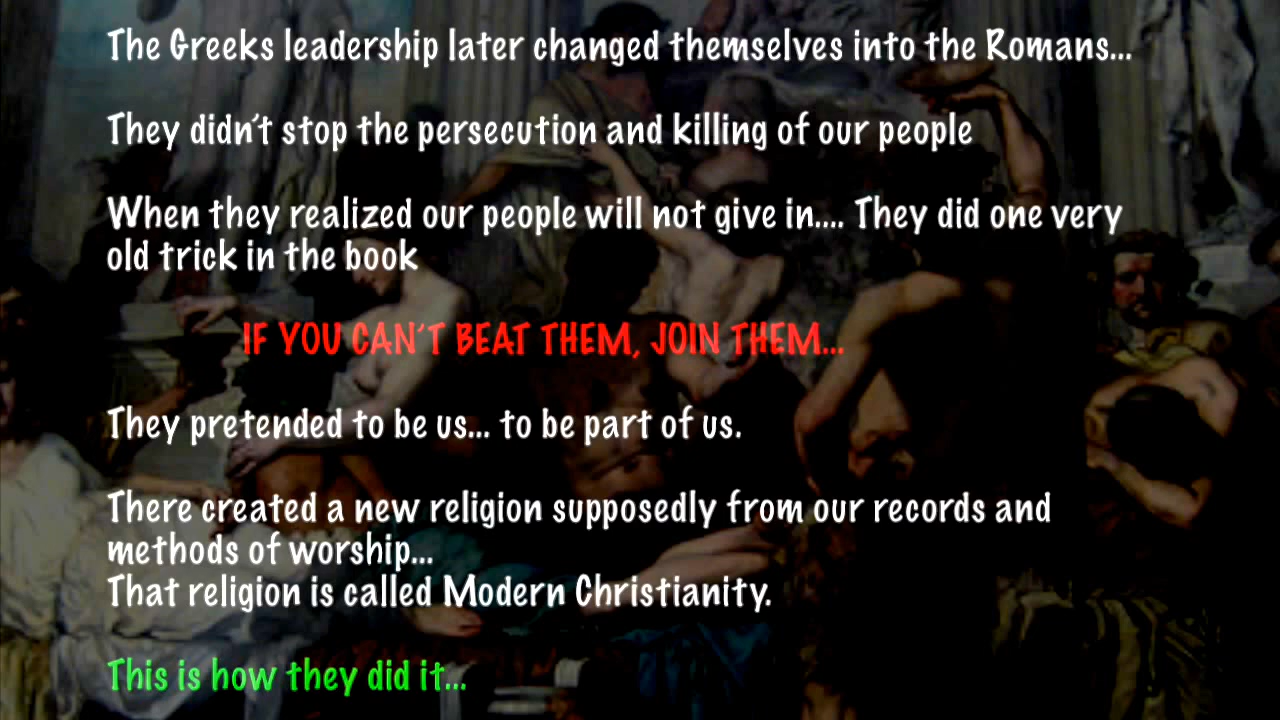 The Greeks leadership later changed themselves into the Romans...
They didn't stop the persecution and killing of our people
When they realized our people will not give in.... They did one very
old trick in the book
IF YOU CAN'T BEAT THEM, JOIN THEM...
They pretended to be us... to be part of us.
There created a new religion supposedly from our records and
methods of worship...
That religion is called Modern Christianity.
This is how they did it...